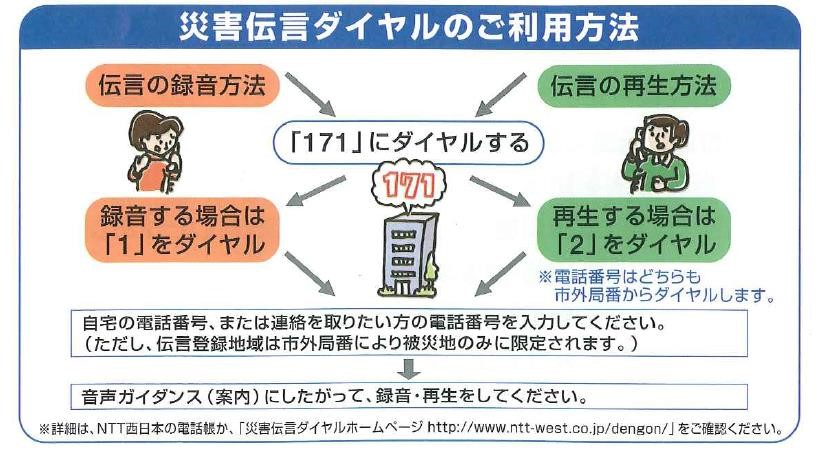 災害伝言ダイヤルのご利用方法
伝言の録音方法
伝言の再生方法
「171」にダイヤルする
171
録音する場合は
「1」をダイヤル
再生する場合は
「2」をダイヤル
※電話番号はどちらも
市外局番からダイヤルします。
自宅の電話番号、または連絡を取りたい方の電話番号を入力してください。
(ただし、伝言登録地域は市外局番により被災地のみに限定されます。)
音声ガイダンス(案内)にしたがって、録音・再生をしてください。
※詳細は、NTT西日本の電話帳か、「災害伝言ダイヤルホームページ http://www.ntt-west.co.jp/dengon/」をご確認ください。